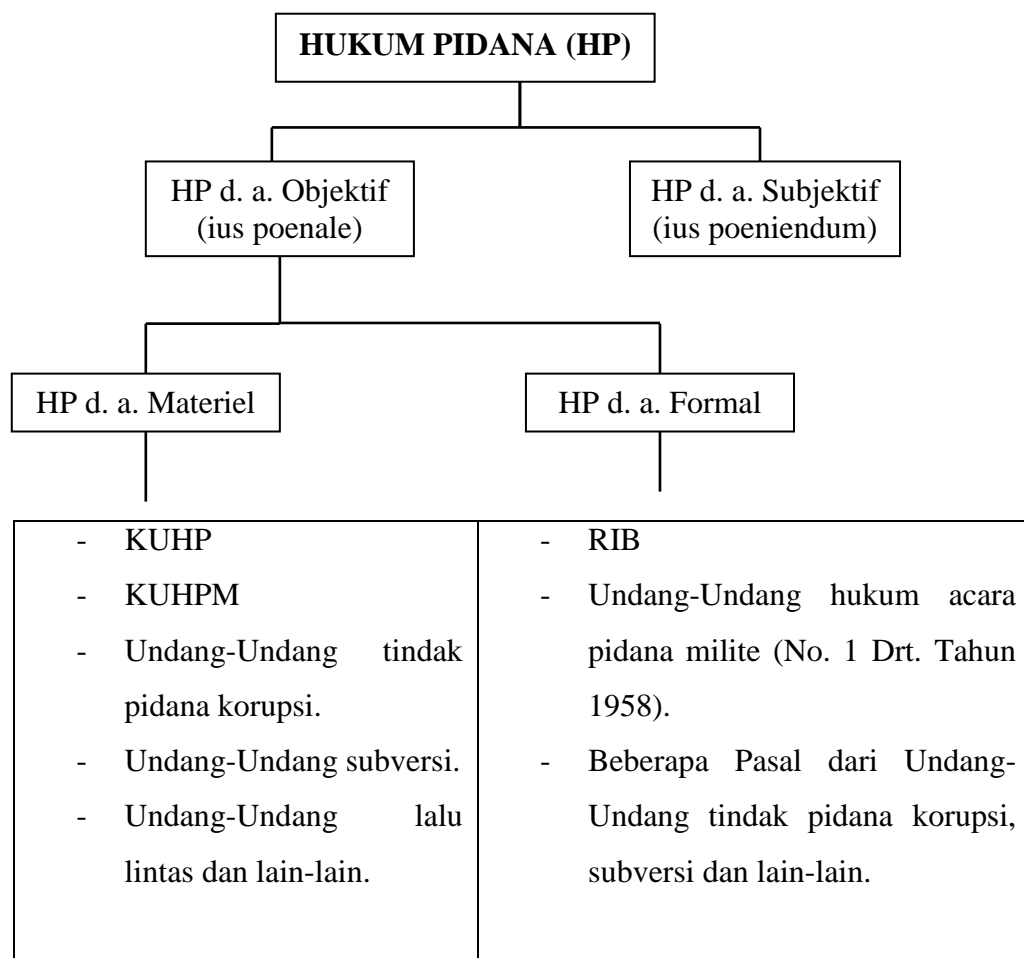 HUKUM PIDANA (HP)
HP d. a. Objektif
(ius poenale)
HP d. a. Subjektif
(ius poeniendum)
HP d. a. Materiel
HP d. a. Formal
- KUHP
- KUHPM
- Undang-Undang tindak
pidana korupsi.
- Undang-Undang subversi.
- Undang-Undang lalu
lintas dan lain-lain.
- RIB
- Undang-Undang hukum acara
pidana milite (No. 1 Drt. Tahun
1958).
- Beberapa Pasal dari Undang-
Undang tindak pidana korupsi,
subversi dan lain-lain.